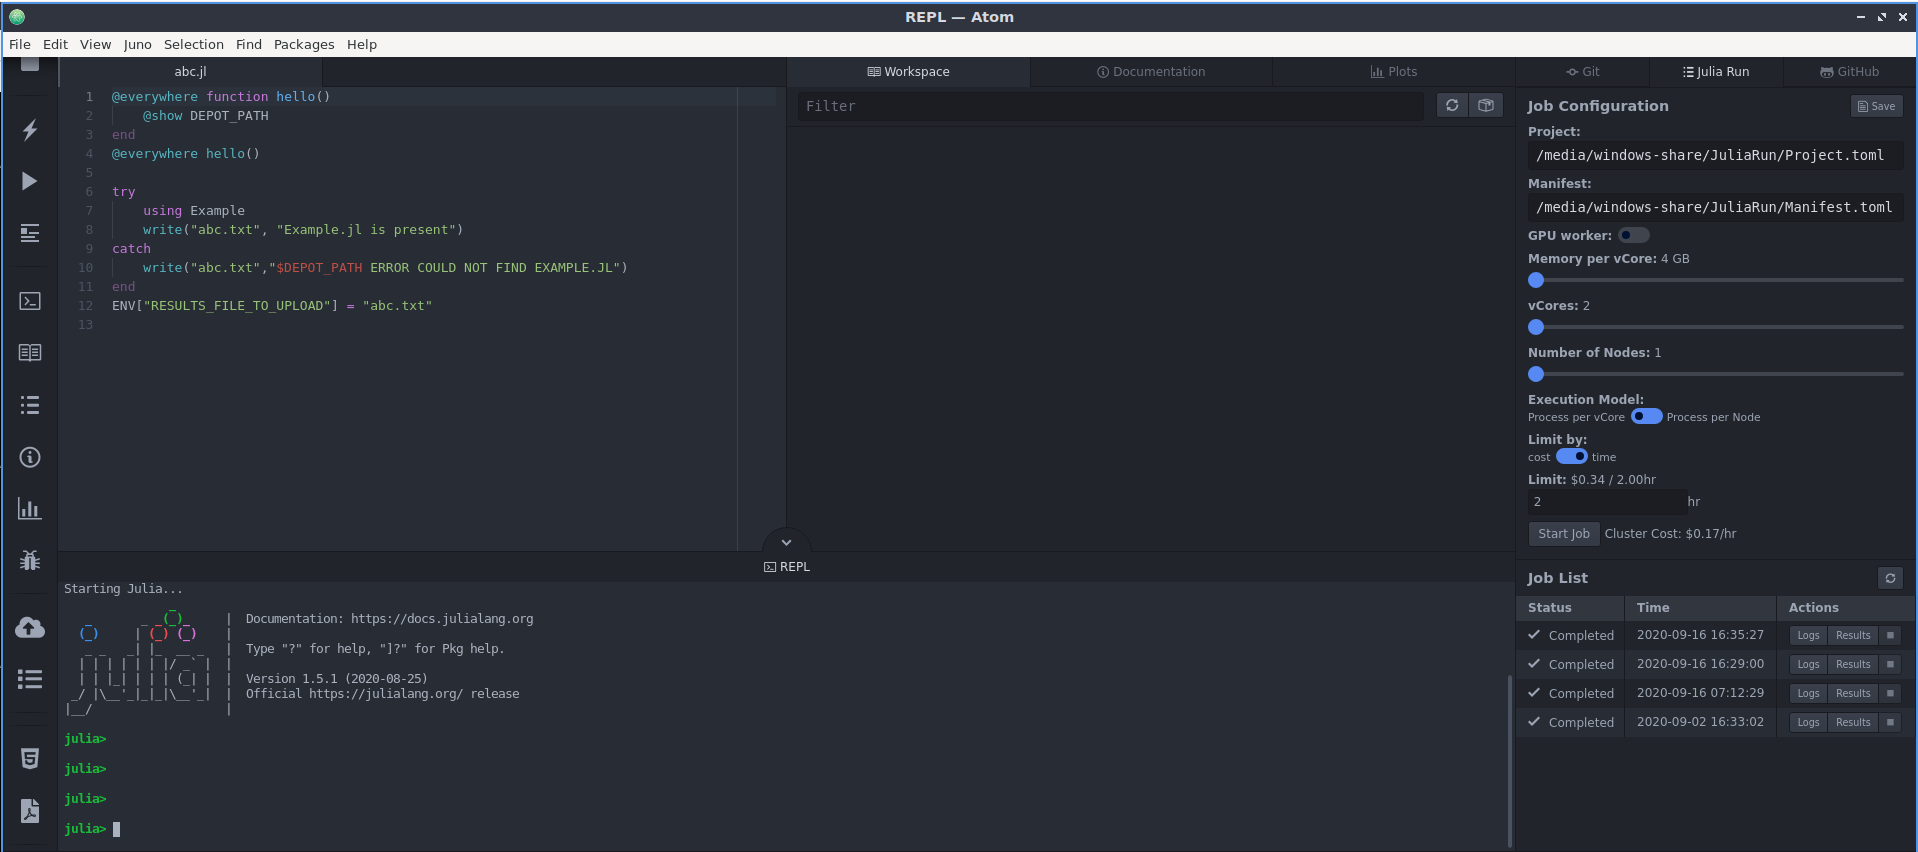 REPL — Atom
File Edit View Juno Selection Find Packages Help
abc.jl
1 @everywhere function hello()
2     @show DEPOT_PATH
3 end
4 @everywhere hello()
5
6 try
7     using Example
8     write("abc.txt", "Example.jl is present")
9 catch
10     write("abc.txt","$DEPOT_PATH ERROR COULD NOT FIND EXAMPLE.JL")
11 end
12 ENV["RESULTS_FILE_TO_UPLOAD"] = "abc.txt"
13
Workspace Documentation Plots
Filter
Git Julia Run GitHub
Job Configuration Save
Project:
/media/windows-share/JuliaRun/Project.toml
Manifest:
/media/windows-share/JuliaRun/Manifest.toml
GPU worker:
Memory per vCore: 4 GB
vCores: 2
Number of Nodes: 1
Execution Model:
Process per vCore Process per Node
Limit by:
cost time
Limit: $0.34 / 2.00hr
2 hr
Start Job Cluster Cost: $0.17/hr
Job List
Status Time Actions
Completed 2020-09-16 16:35:27 Logs Results
Completed 2020-09-16 16:29:00 Logs Results
Completed 2020-09-16 07:12:29 Logs Results
Completed 2020-09-02 16:33:02 Logs Results
REPL
Starting Julia...
Documentation: https://docs.julialang.org
Type "?" for help, "]?" for Pkg help.
Version 1.5.1 (2020-08-25)
Official https://julialang.org/ release
julia>
julia>
julia>
julia>